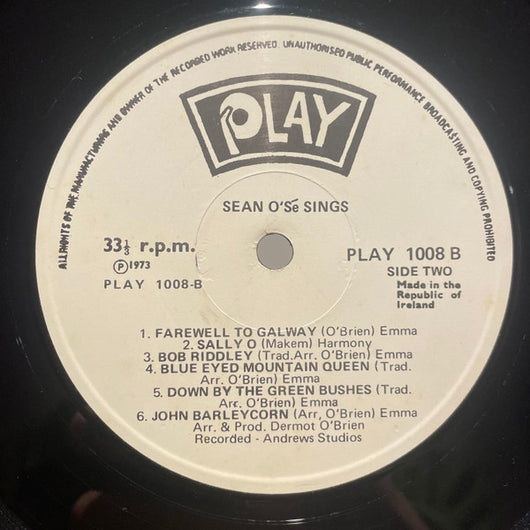 ALL RIGHTS OF THE MANUFACTURING AND OWNER OF THE RECORDED WORK RESERVED. UNAUTHORISED PUBLIC PERFORMANCE BROADCASTING AND COPYING PROHIBITED
PLAY
SEAN O'Sé SINGS
33⅓ r.p.m.
Ⓟ1973
PLAY 1008-B
PLAY 1008 B
SIDE TWO
Made in the
Republic of
Ireland
1. FAREWELL TO GALWAY (O'Brien) Emma
2. SALLY O (Makem) Harmony
3. BOB RIDDLEY (Trad.Arr. O'Brien) Emma
4. BLUE EYED MOUNTAIN QUEEN (Trad.
Arr. O'Brien) Emma
5. DOWN BY THE GREEN BUSHES (Trad.
Arr. O'Brien) Emma
6. JOHN BARLEYCORN (Arr, O'Brien) Emma
Arr. & Prod. Dermot O'Brien
Recorded - Andrews Studios